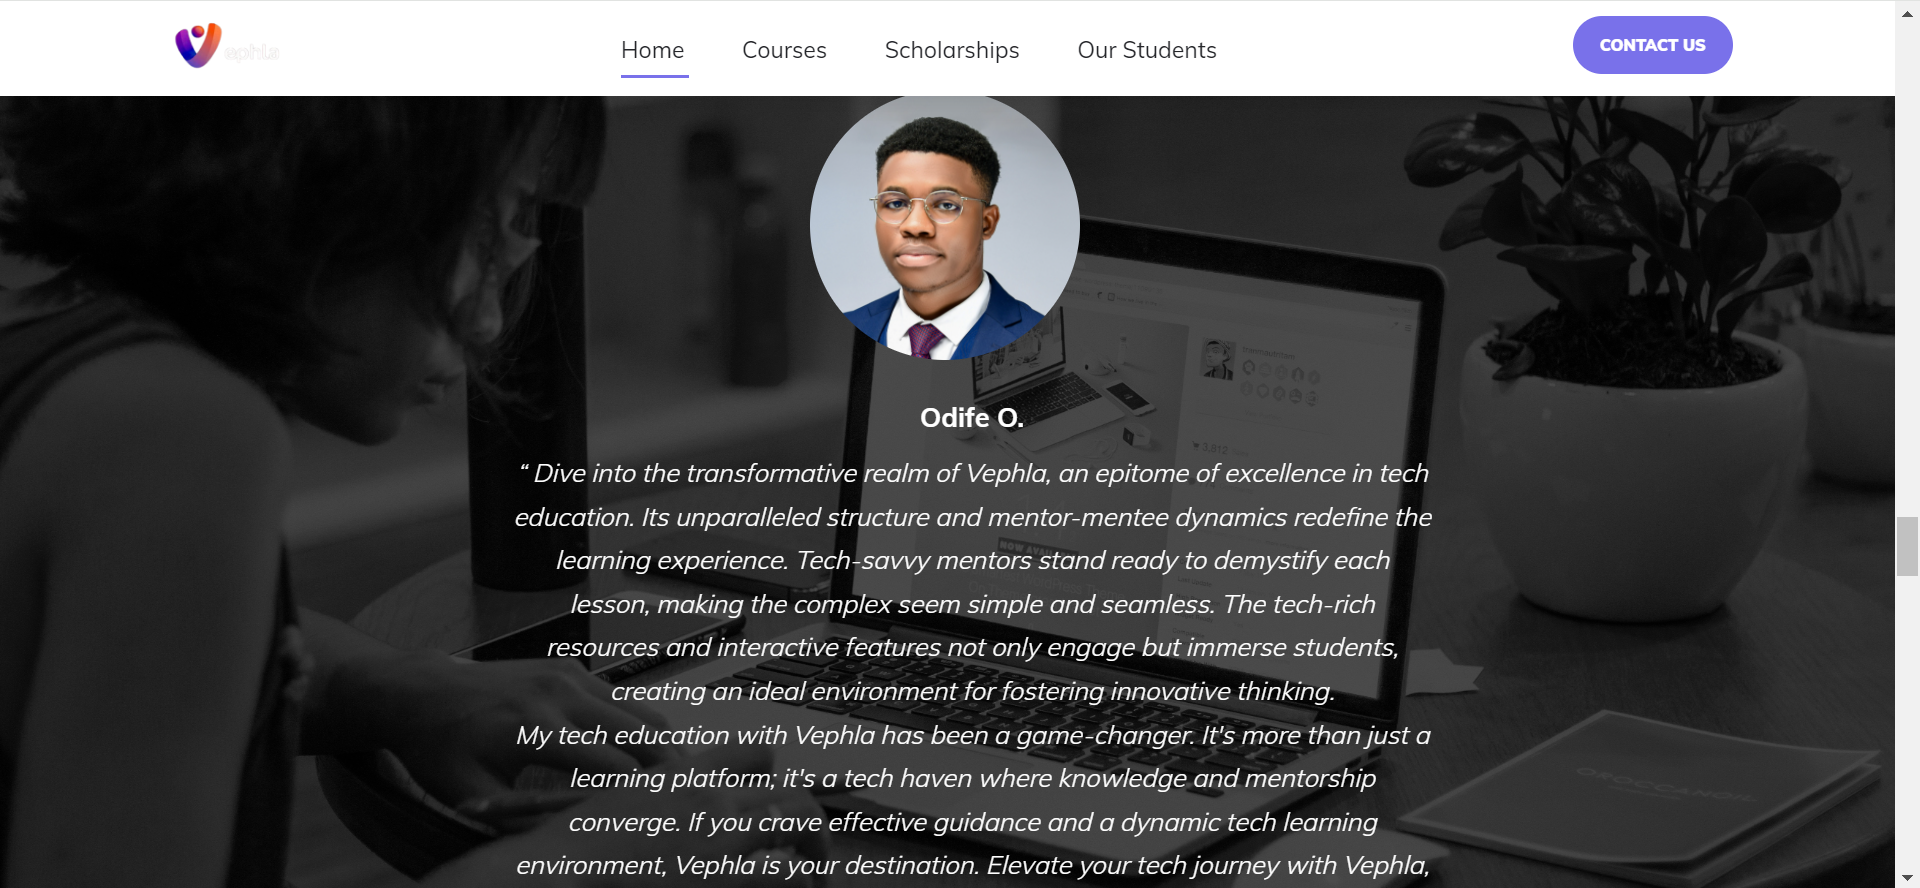 ephla
Home
Courses
Scholarships
Our Students
CONTACT US
Odife O.
“ Dive into the transformative realm of Vephla, an epitome of excellence in tech
education. Its unparalleled structure and mentor-mentee dynamics redefine the
learning experience. Tech-savvy mentors stand ready to demystify each
lesson, making the complex seem simple and seamless. The tech-rich
resources and interactive features not only engage but immerse students,
creating an ideal environment for fostering innovative thinking.
My tech education with Vephla has been a game-changer. It's more than just a
learning platform; it's a tech haven where knowledge and mentorship
converge. If you crave effective guidance and a dynamic tech learning
environment, Vephla is your destination. Elevate your tech journey with Vephla,
3,912